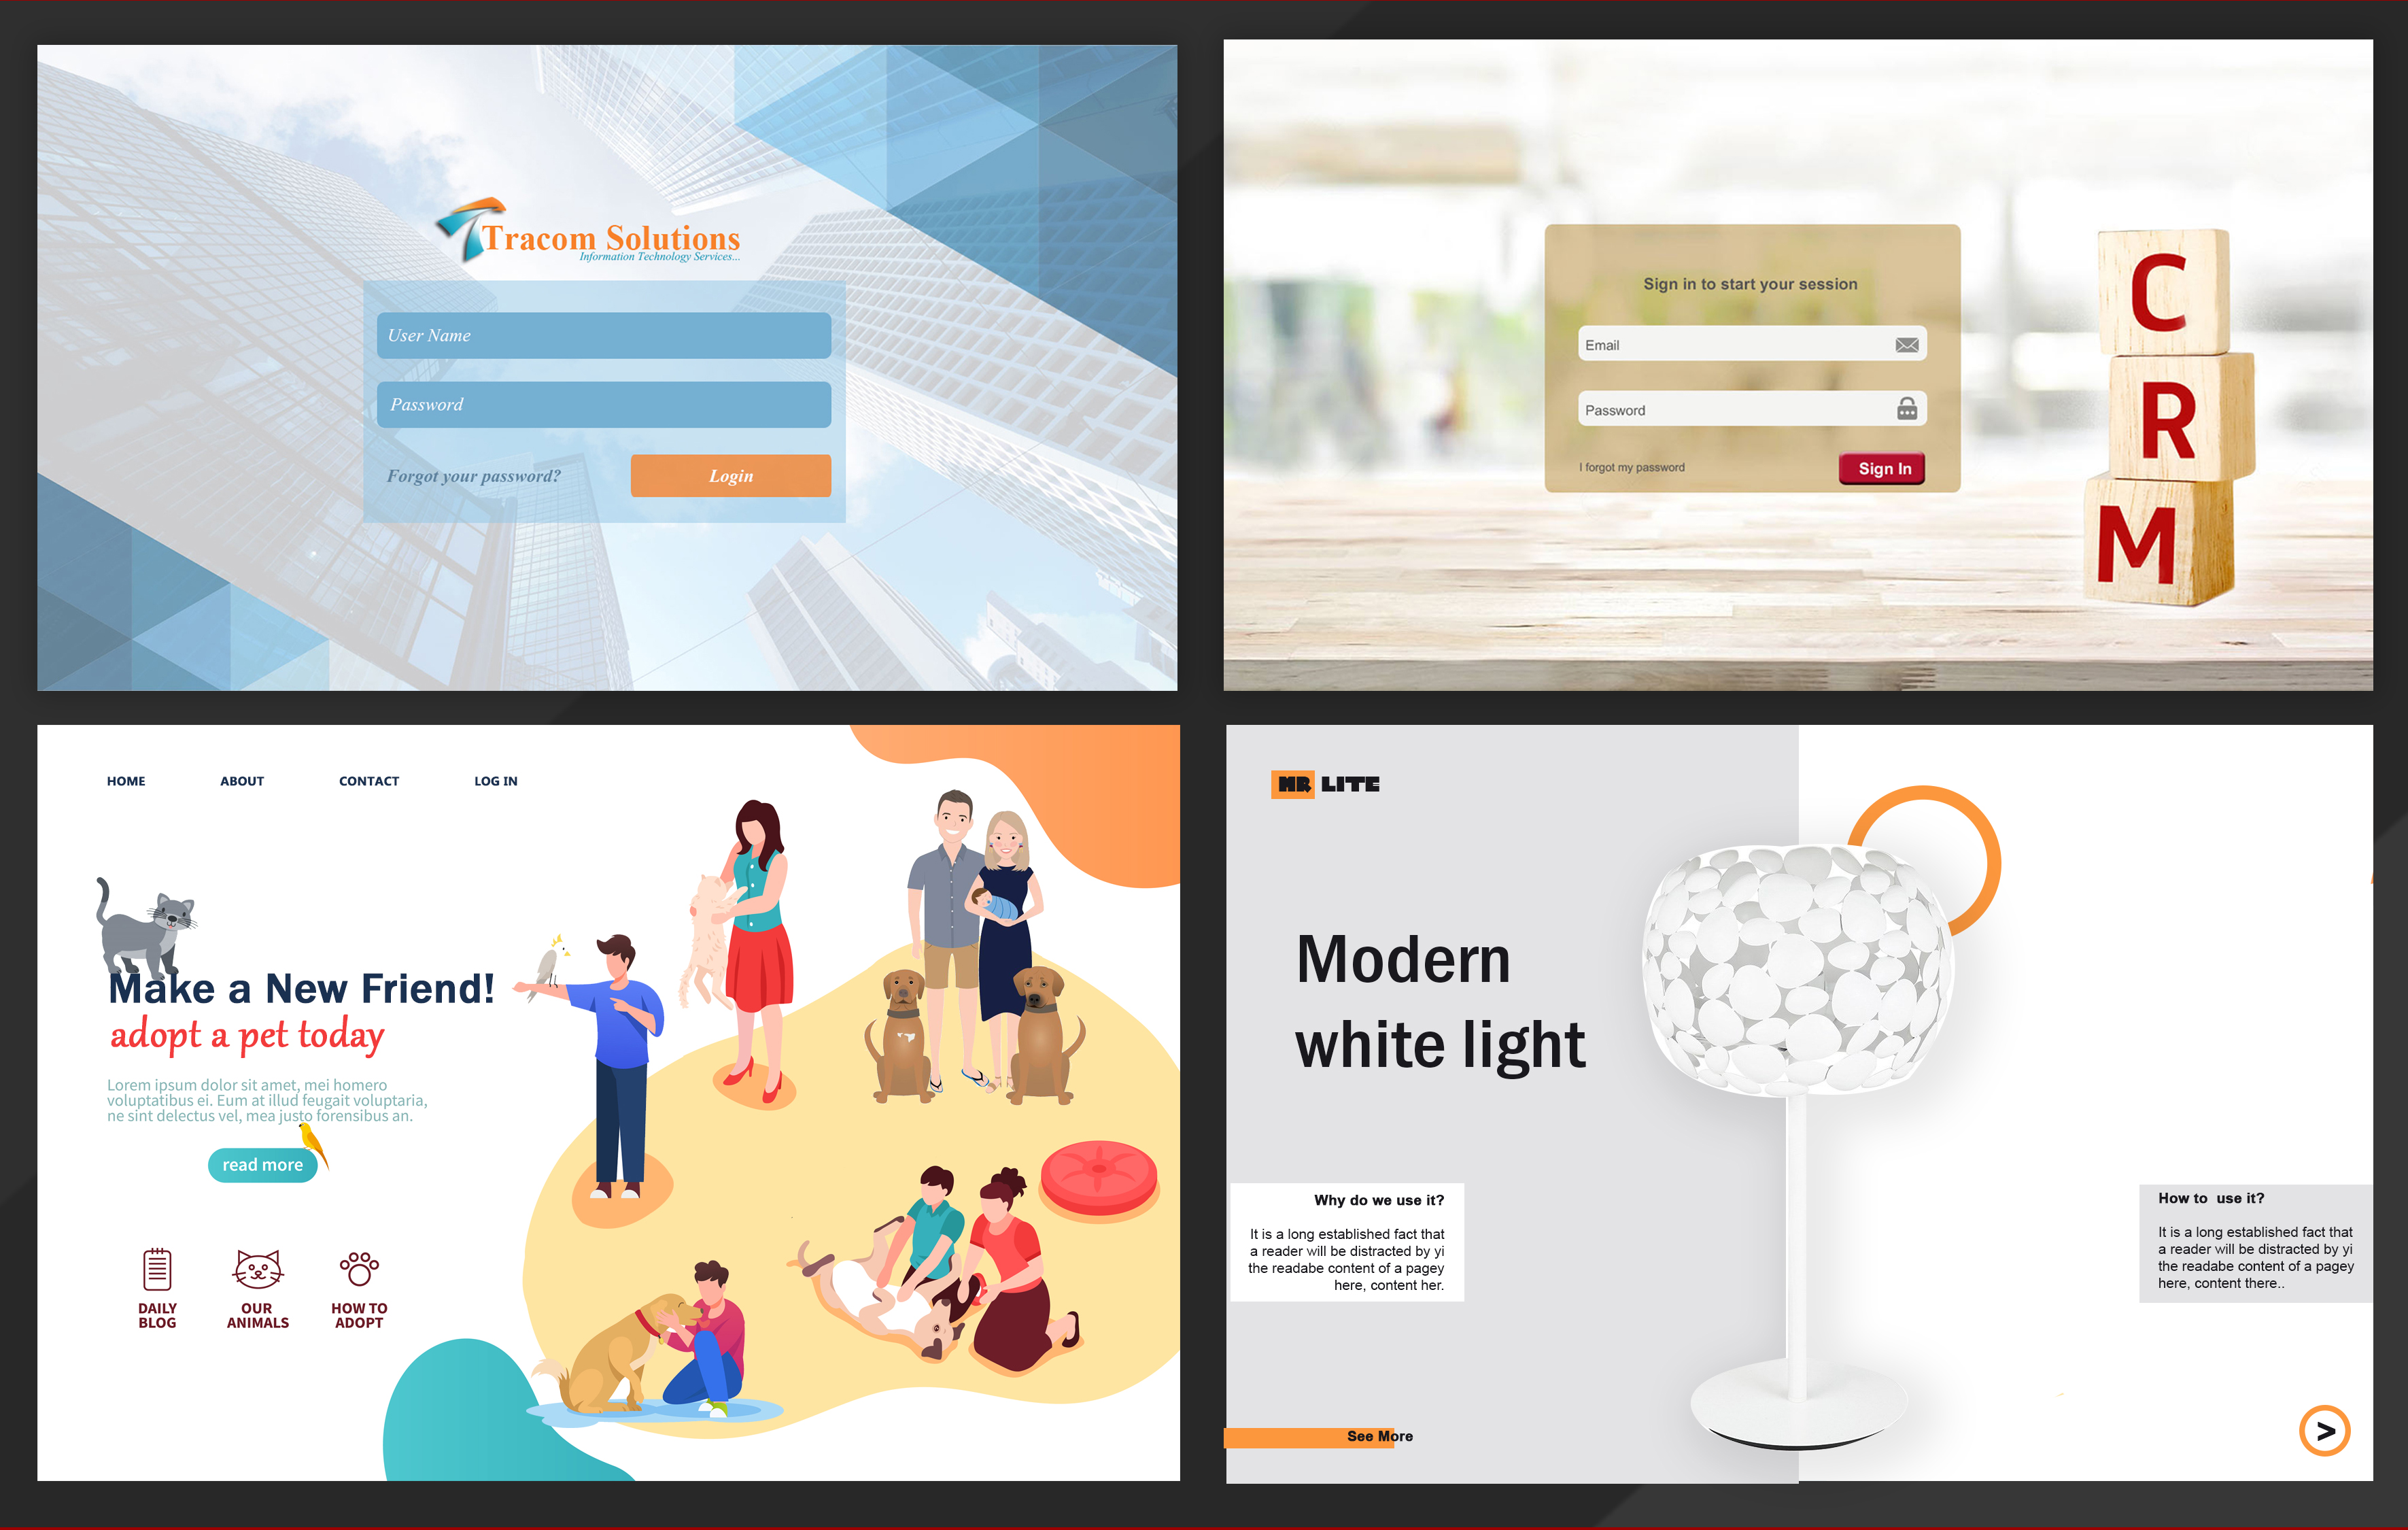 Tracom Solutions
Information Technology Services...
User Name
Password
Forgot your password?
Login
Sign in to start your session
Email
Password
I forgot my password
Sign In
C
R
M
HOME
ABOUT
CONTACT
LOG IN
Make a New Friend!
adopt a pet today
Lorem ipsum dolor sit amet, mei homero
voluptatibus ei. Eum at illud feugait voluptaria,
ne sint delectus vel, mea justo forensibus an.
read more
DAILY
BLOG
OUR
ANIMALS
HOW TO
ADOPT
MR LITE
Modern
white light
Why do we use it?
It is a long established fact that
a reader will be distracted by yi
the readabe content of a pagey
here, content her.
How to  use it?
It is a long established fact that
a reader will be distracted by yi
the readabe content of a pagey
here, content there..
See More
>